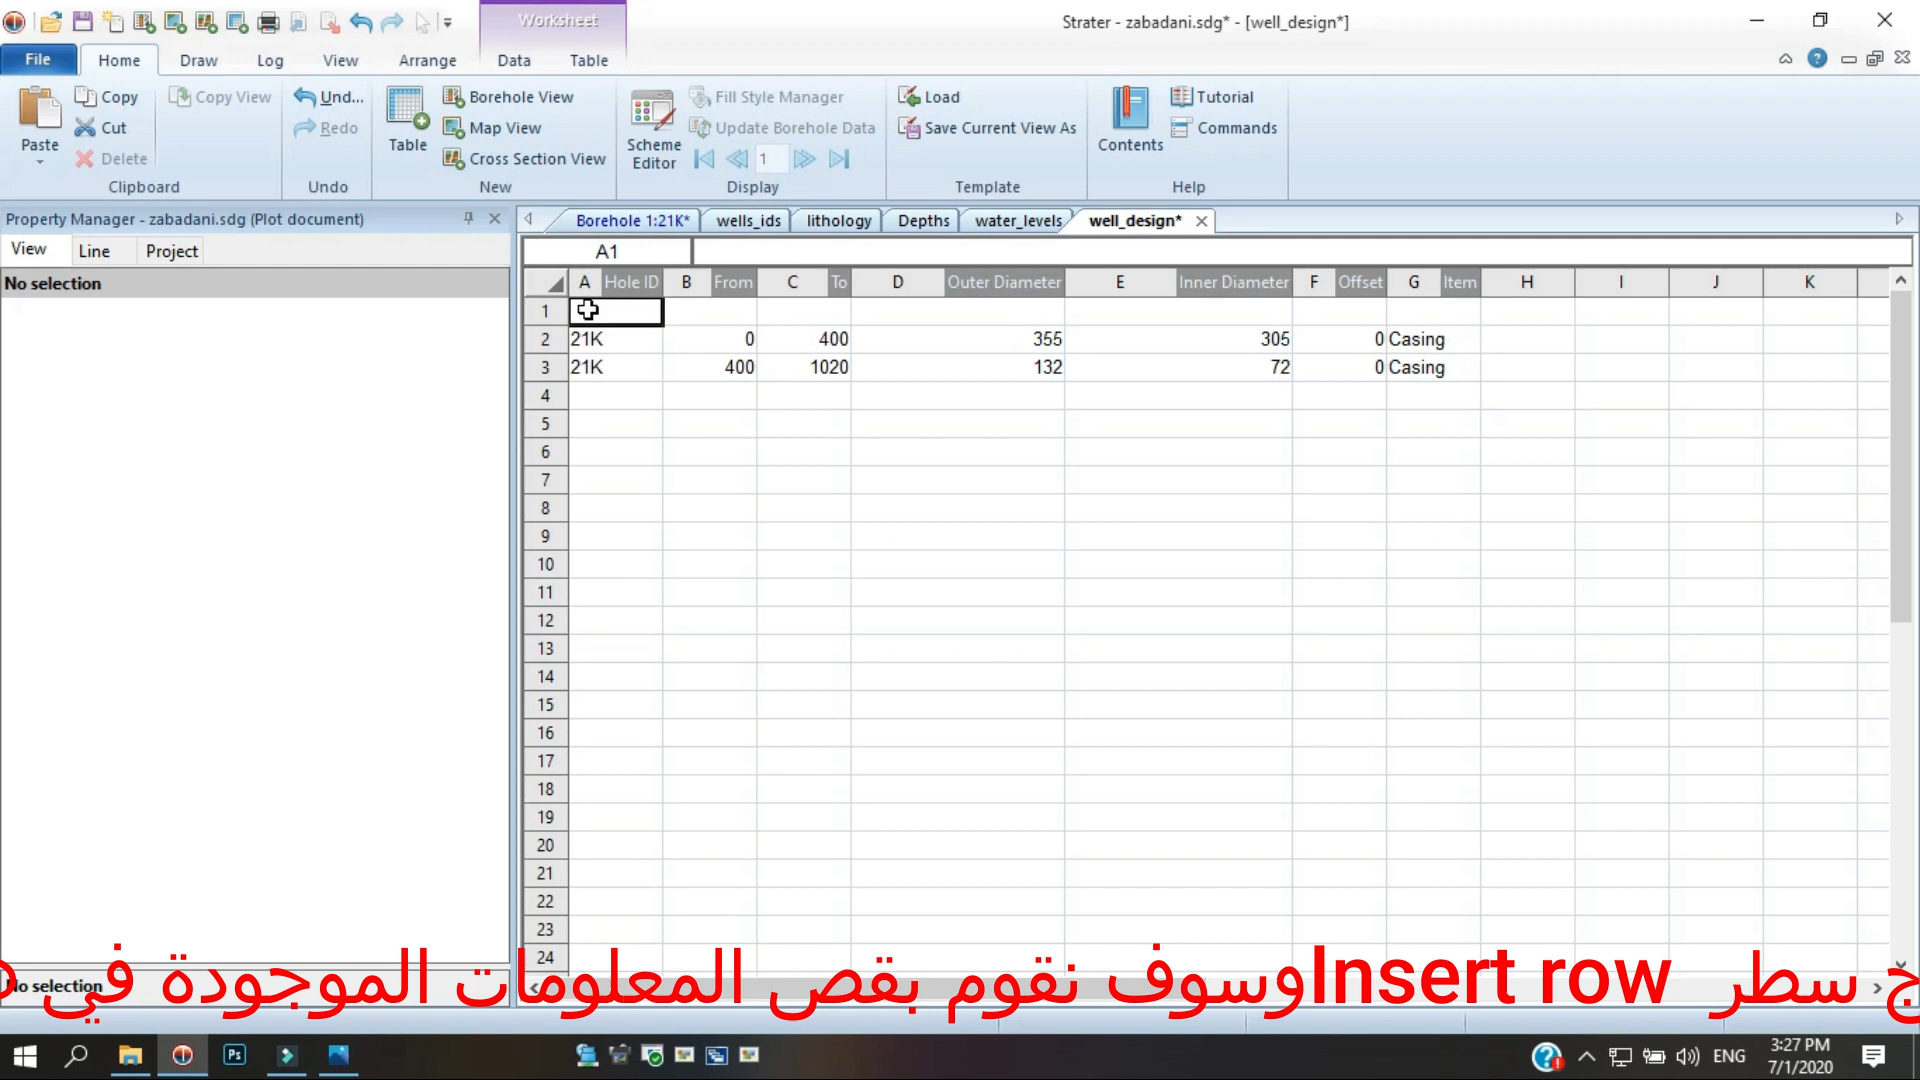 Worksheet
Strater - zabadani.sdg* - [well_design*]
File Home Draw Log View Arrange Data Table
Paste Copy Cut Delete Copy View
Clipboard
Und... Redo
Undo
Table Borehole View Map View Cross Section View
New
Scheme Editor Fill Style Manager Update Borehole Data 1
Display
Load Save Current View As
Template
Contents Tutorial Commands
Help
Property Manager - zabadani.sdg (Plot document)
View Line Project
No selection
Borehole 1:21K* wells_ids lithology Depths water_levels well_design*
A1
A Hole ID B From C To D Outer Diameter E Inner Diameter F Offset G Item H I J K
1
2 21K 0 400 355 305 0 Casing
3 21K 400 1020 132 72 0 Casing
4
5
6
7
8
9
10
11
12
13
14
15
16
17
18
19
20
21
22
23
24
No selection
ج سطر Insert row وسوف نقوم بقص المعلومات الموجودة في
Ps
ENG
3:27 PM
7/1/2020